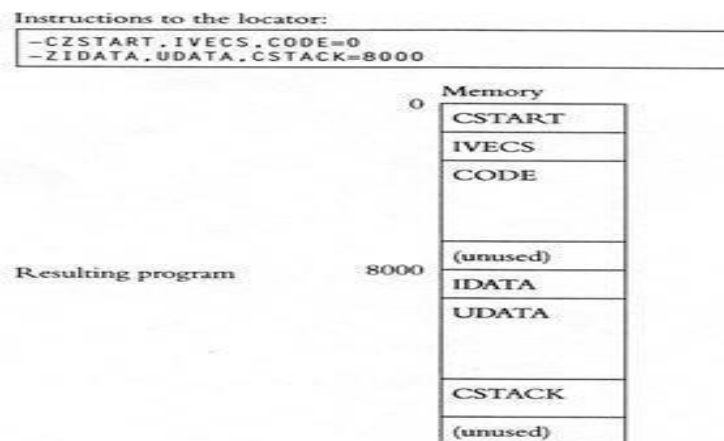 Instructions to the locator:
—CZSTART.IVECS.CODE=0
—ZIDATA.UDATA.CSTACK=8000
Memory
0
CSTART
IVECS
CODE
(unused)
Resulting program
8000
IDATA
UDATA
CSTACK
(unused)